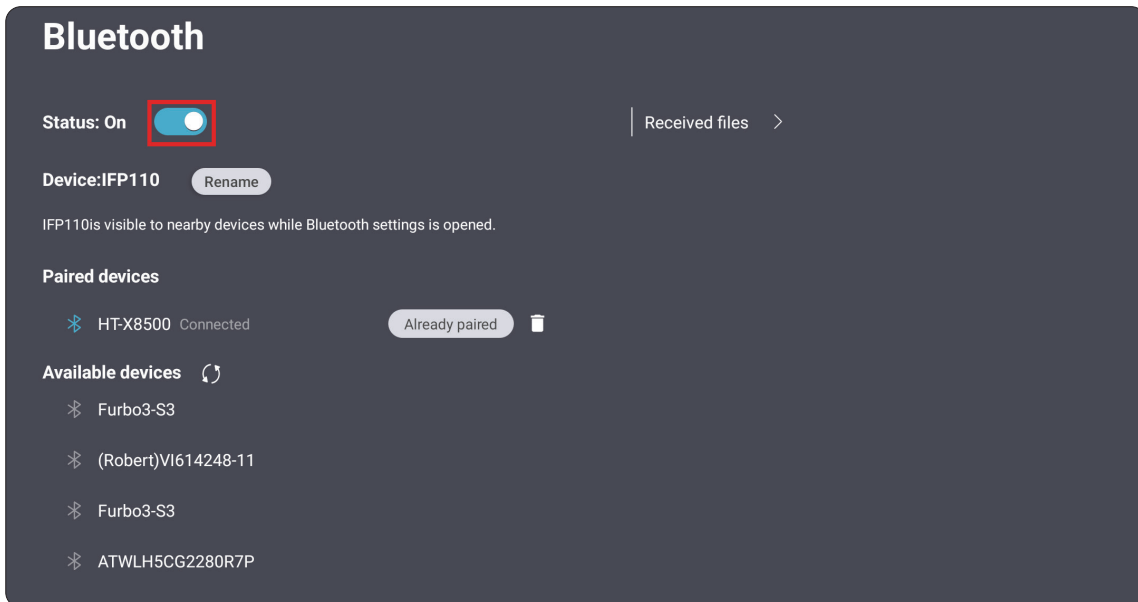 Bluetooth
Status: On
Received files
Device:IFP110
Rename
IFP110is visible to nearby devices while Bluetooth settings is opened.
Paired devices
HT-X8500 Connected
Already paired
Available devices
Furbo3-S3
(Robert)VI614248-11
Furbo3-S3
ATWLH5CG2280R7P